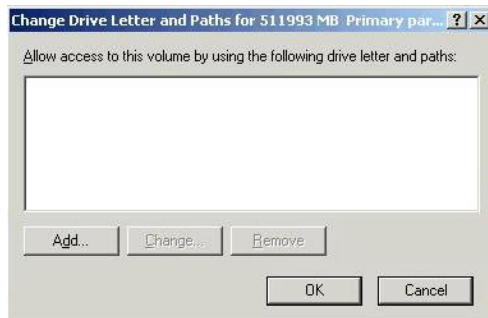 Change Drive Letter and Paths for 511993 MB Primary par...
Allow access to this volume by using the following drive letter and paths:
Add... Change... Remove
OK Cancel